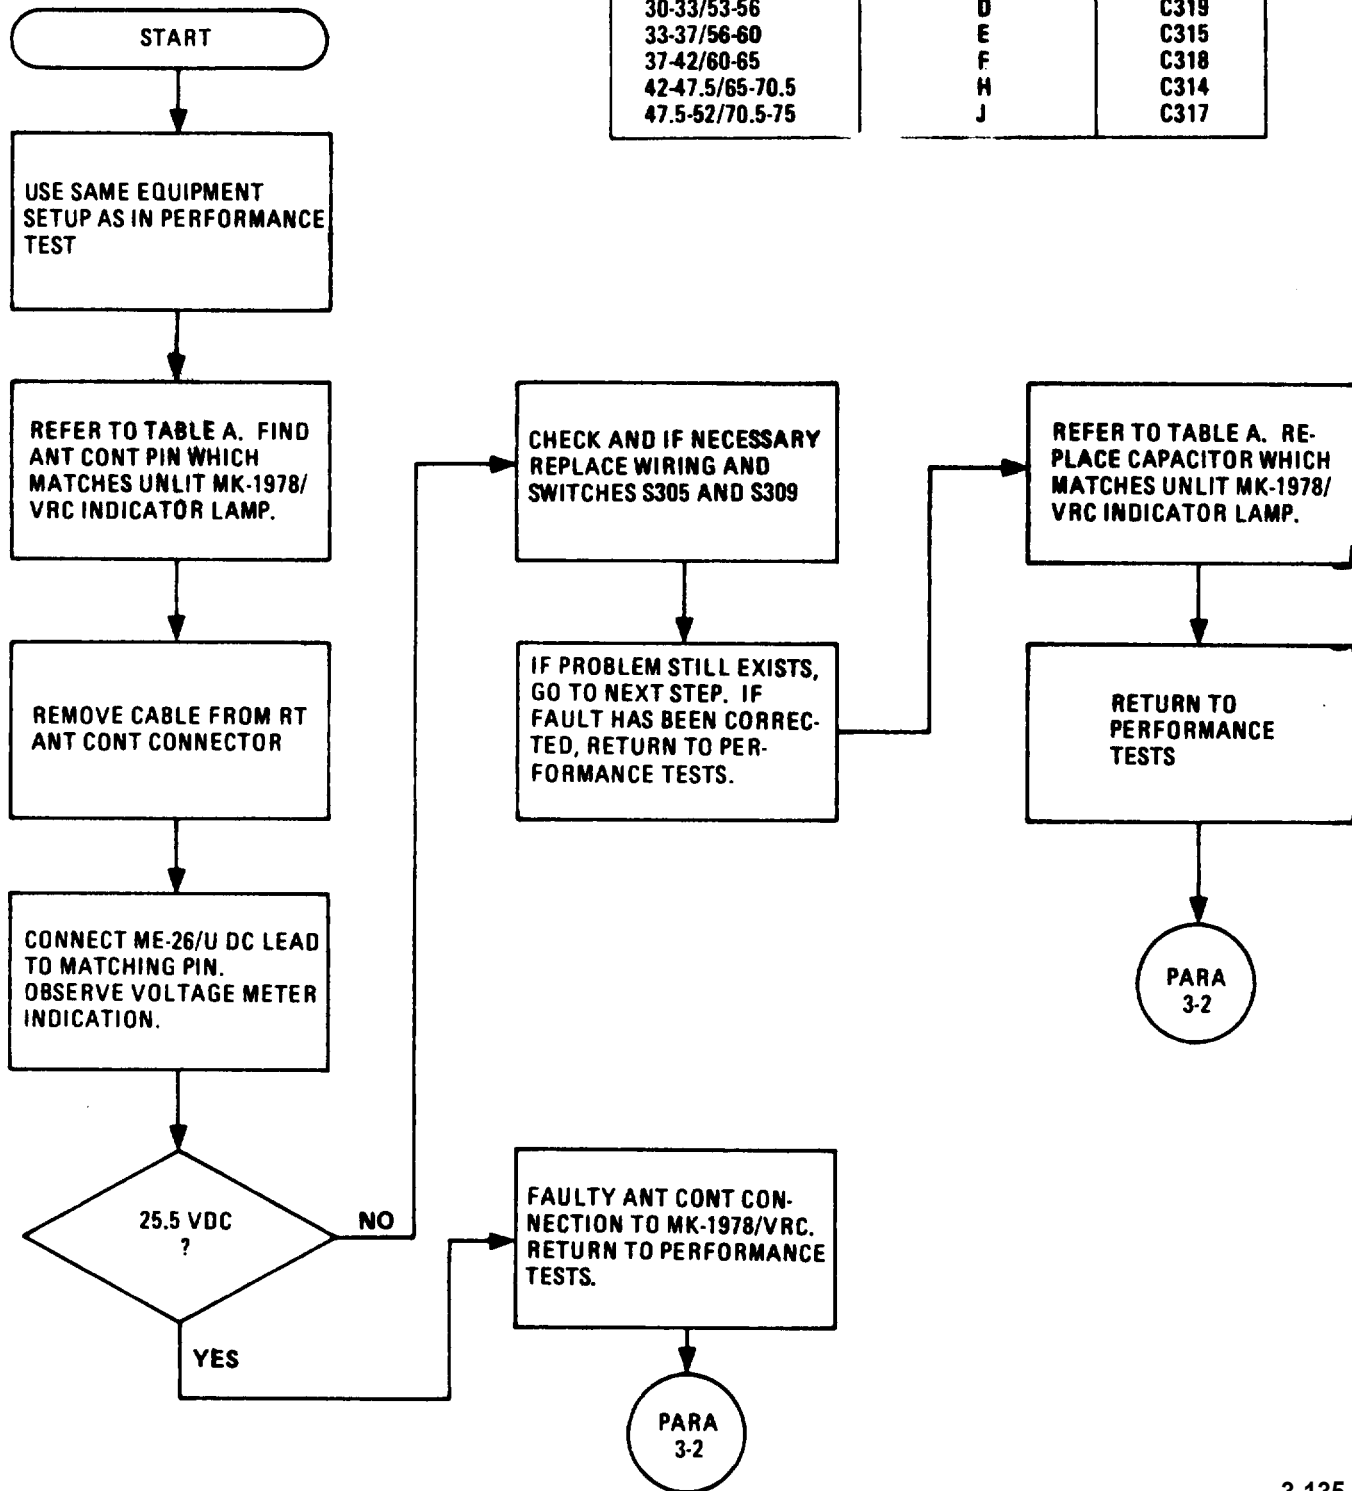 30-33/53-56 D C319
33-37/56-60 E C315
37-42/60-65 F C318
42-47.5/65-70.5 H C314
47.5-52/70.5-75 J C317
START
USE SAME EQUIPMENT
SETUP AS IN PERFORMANCE
TEST
REFER TO TABLE A. FIND
ANT CONT PIN WHICH
MATCHES UNLIT MK-1978/
VRC INDICATOR LAMP.
REMOVE CABLE FROM RT
ANT CONT CONNECTOR
CONNECT ME-26/U DC LEAD
TO MATCHING PIN.
OBSERVE VOLTAGE METER
INDICATION.
25.5 VDC
?
NO
YES
CHECK AND IF NECESSARY
REPLACE WIRING AND
SWITCHES S305 AND S309
IF PROBLEM STILL EXISTS,
GO TO NEXT STEP. IF
FAULT HAS BEEN CORREC-
TED, RETURN TO PER-
FORMANCE TESTS.
REFER TO TABLE A. RE-
PLACE CAPACITOR WHICH
MATCHES UNLIT MK-1978/
VRC INDICATOR LAMP.
RETURN TO
PERFORMANCE
TESTS
PARA
3-2
FAULTY ANT CONT CON-
NECTION TO MK-1978/VRC.
RETURN TO PERFORMANCE
TESTS.
PARA
3-2